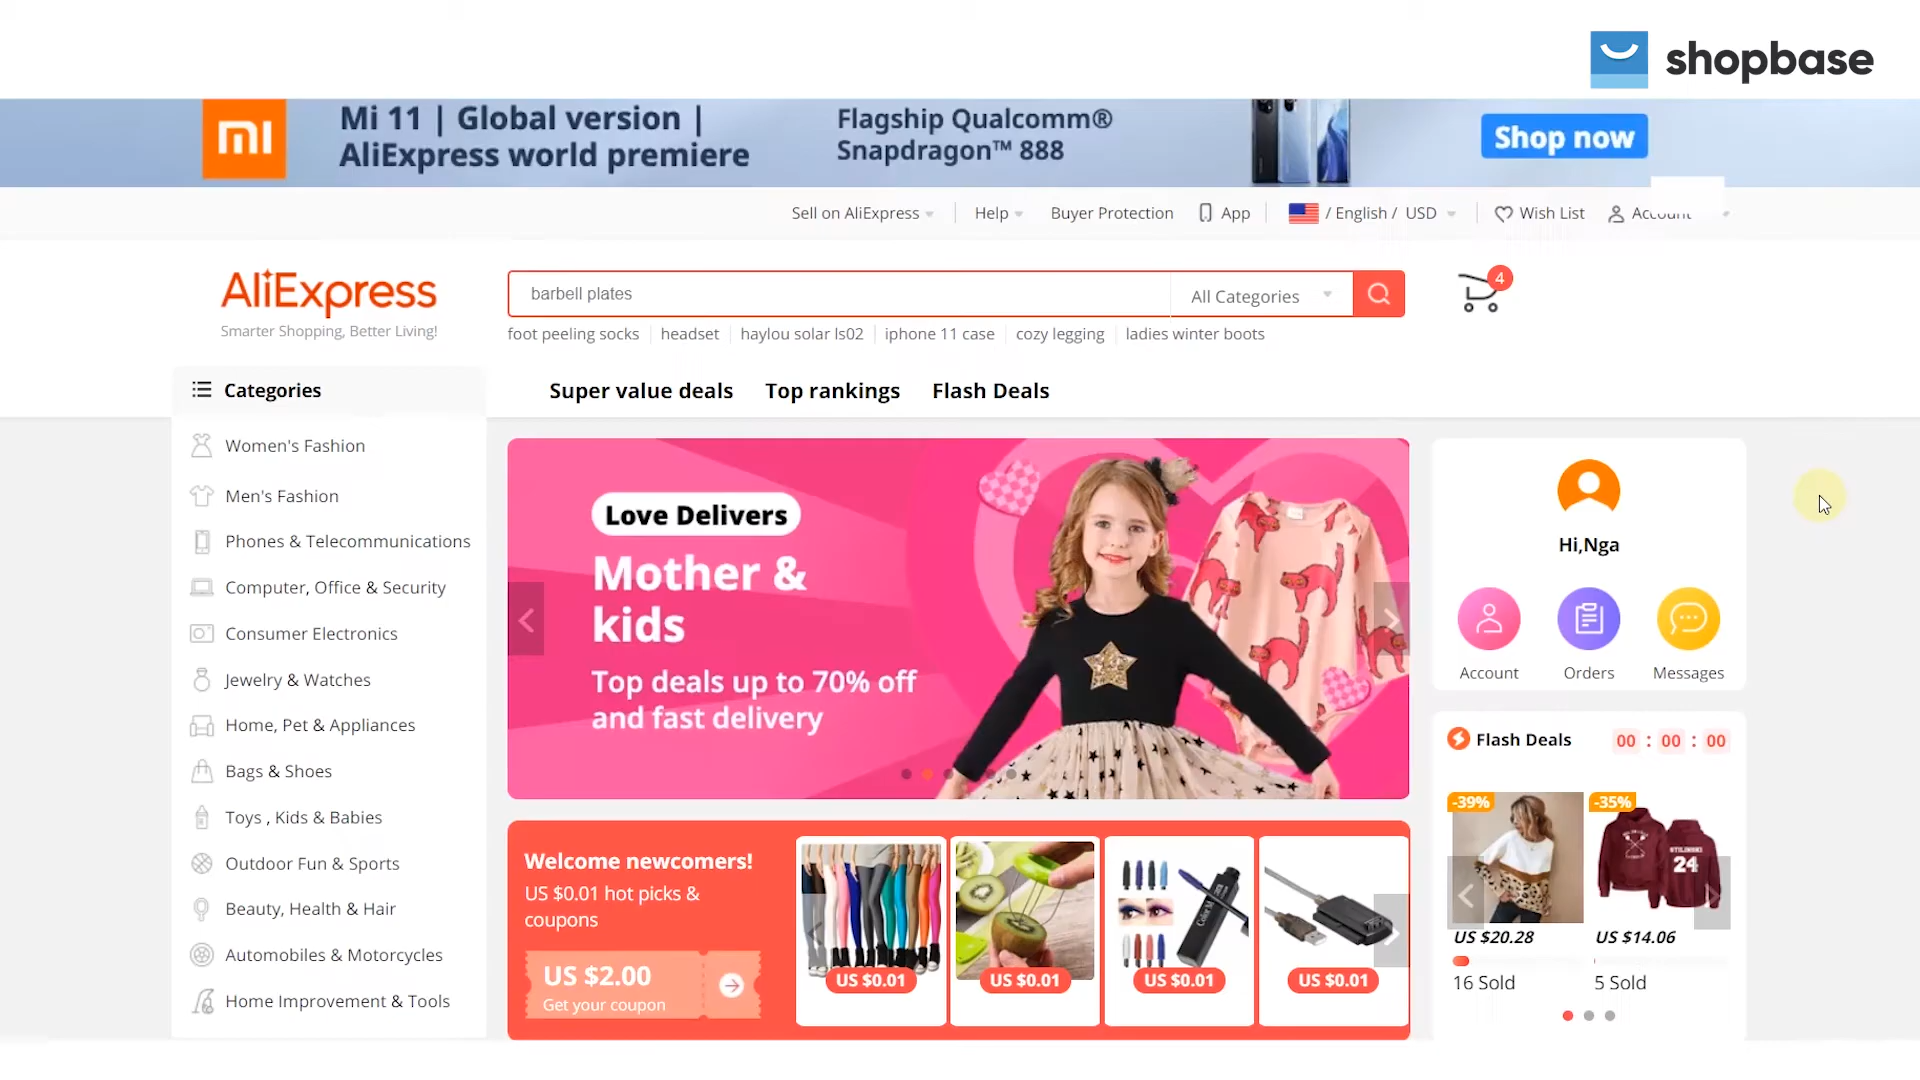 shopbase
mi
Mi 11 | Global version |
AliExpress world premiere
Flagship Qualcomm®
Snapdragon™ 888
Shop now
Sell on AliExpress
Help
Buyer Protection
App
/ English / USD
Wish List
Account
AliExpress
Smarter Shopping, Better Living!
barbell plates
All Categories
4
foot peeling socks
headset
haylou solar ls02
iphone 11 case
cozy legging
ladies winter boots
Categories
Super value deals
Top rankings
Flash Deals
Women's Fashion
Men's Fashion
Phones & Telecommunications
Computer, Office & Security
Consumer Electronics
Jewelry & Watches
Home, Pet & Appliances
Bags & Shoes
Toys , Kids & Babies
Outdoor Fun & Sports
Beauty, Health & Hair
Automobiles & Motorcycles
Home Improvement & Tools
Love Delivers
Mother &
kids
Top deals up to 70% off
and fast delivery
Welcome newcomers!
US $0.01 hot picks &
coupons
US $2.00
Get your coupon
US $0.01
US $0.01
US $0.01
US $0.01
Hi,Nga
Account
Orders
Messages
Flash Deals
00 : 00 : 00
-39%
-35%
STILINSKI
24
US $20.28
US $14.06
16 Sold
5 Sold